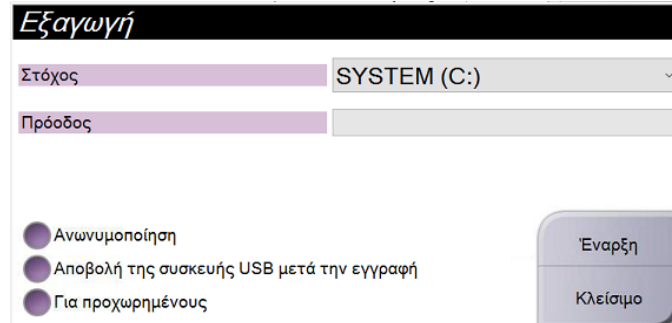 Εξαγωγή
Στόχος SYSTEM (C:)
Πρόοδος
Ανωνυμοποίηση
Αποβολή της συσκευής USB μετά την εγγραφή
Για προχωρημένους
Έναρξη
Κλείσιμο